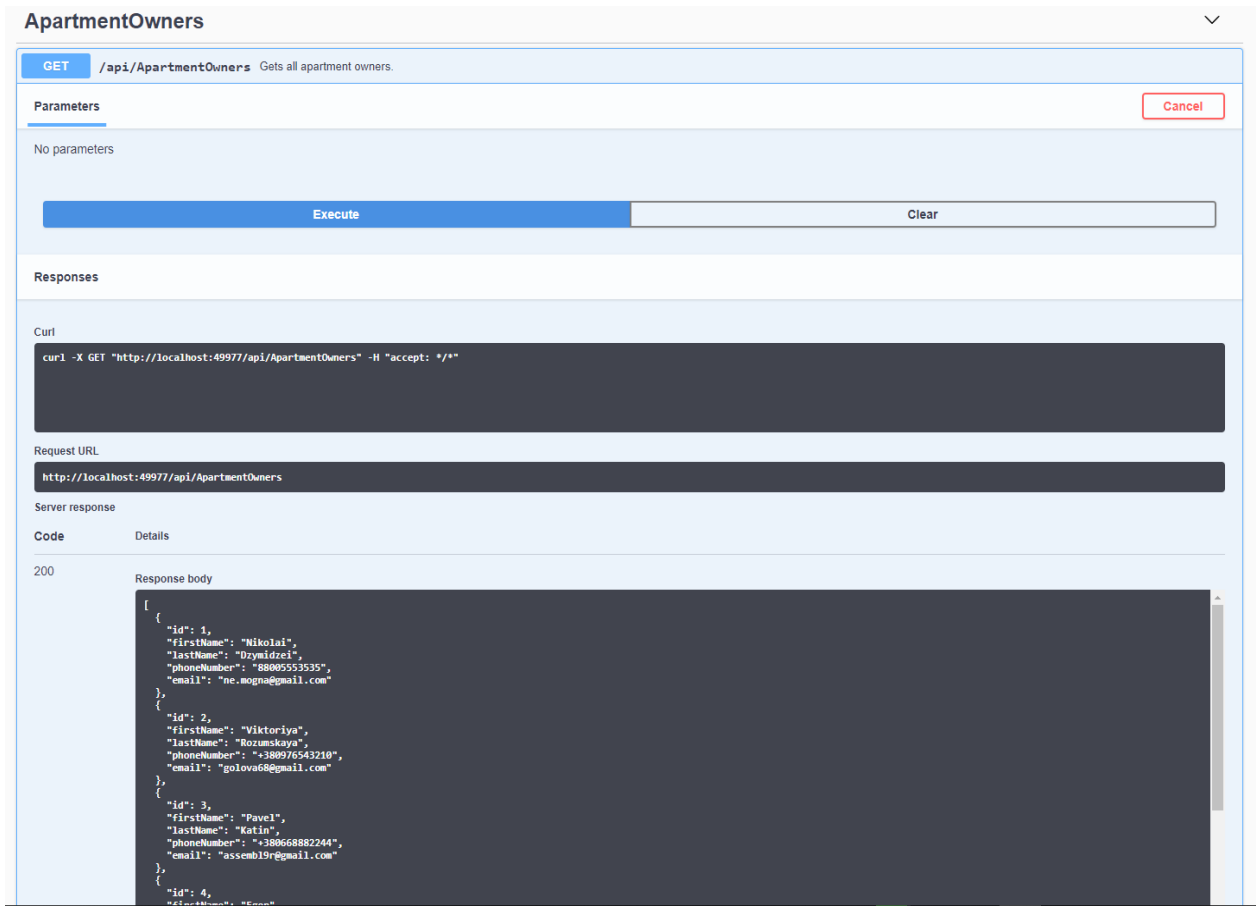 ApartmentOwners
GET /api/ApartmentOwners Gets all apartment owners.
Parameters Cancel
No parameters
Execute Clear
Responses
Curl
curl -X GET "http://localhost:49977/api/ApartmentOwners" -H "accept: */*"
Request URL
http://localhost:49977/api/ApartmentOwners
Server response
Code Details
200
Response body
[
{
"id": 1,
"firstName": "Nikolai",
"lastName": "Dzymidzei",
"phoneNumber": "88005553535",
"email": "ne.mogna@gmail.com"
},
{
"id": 2,
"firstName": "Viktoriya",
"lastName": "Rozumskaya",
"phoneNumber": "+380976543210",
"email": "golova68@gmail.com"
},
{
"id": 3,
"firstName": "Pavel",
"lastName": "Katin",
"phoneNumber": "+380668882244",
"email": "assembl9r@gmail.com"
},
{
"id": 4,
"firstName": "Egor"